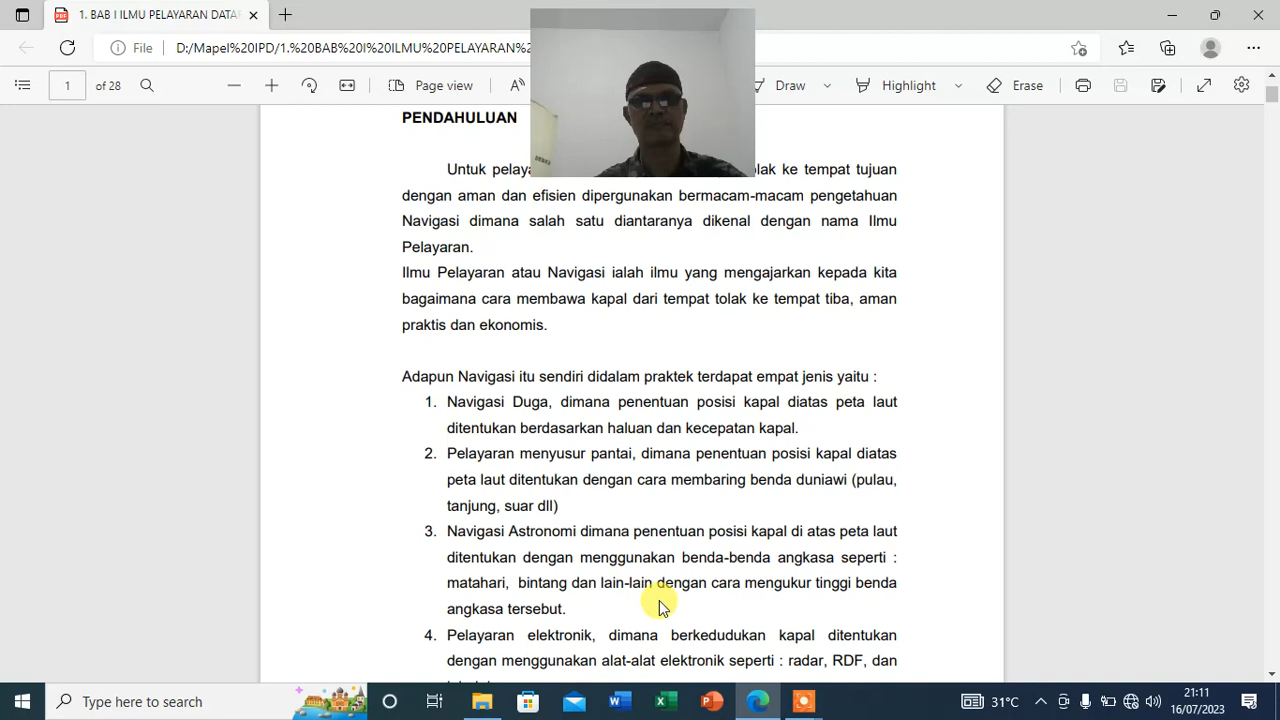 1. BAB I ILMU PELAYARAN DATA
File
D:/Mapel%20IPD/1.%20BAB%20I%20ILMU%20PELAYARAN%
1 of 28
Page view
Draw
Highlight
Erase
PENDAHULUAN
Untuk ke tempat tujuan
dengan aman dan efisien dipergunakan bermacam-macam pengetahuan
Navigasi dimana salah satu diantaranya dikenal dengan nama Ilmu
Pelayaran.
Ilmu Pelayaran atau Navigasi ialah ilmu yang mengajarkan kepada kita
bagaimana cara membawa kapal dari tempat tolak ke tempat tiba, aman
praktis dan ekonomis.
Adapun Navigasi itu sendiri didalam praktek terdapat empat jenis yaitu :
1. Navigasi Duga, dimana penentuan posisi kapal diatas peta laut
ditentukan berdasarkan haluan dan kecepatan kapal.
2. Pelayaran menyusur pantai, dimana penentuan posisi kapal diatas
peta laut ditentukan dengan cara membaring benda duniawi (pulau,
tanjung, suar dll)
3. Navigasi Astronomi dimana penentuan posisi kapal di atas peta laut
ditentukan dengan menggunakan benda-benda angkasa seperti :
matahari, bintang dan lain-lain dengan cara mengukur tinggi benda
angkasa tersebut.
4. Pelayaran elektronik, dimana berkedudukan kapal ditentukan
dengan menggunakan alat-alat elektronik seperti : radar, RDF, dan
Type here to search
31°C
21:11
16/07/2023